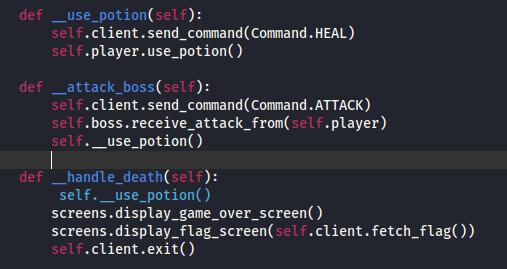 def __use_potion(self):
    self.client.send_command(Command.HEAL)
    self.player.use_potion()

def __attack_boss(self):
    self.client.send_command(Command.ATTACK)
    self.boss.receive_attack_from(self.player)
    self.__use_potion()

def __handle_death(self):
     self.__use_potion()
    screens.display_game_over_screen()
    screens.display_flag_screen(self.client.fetch_flag())
    self.client.exit()